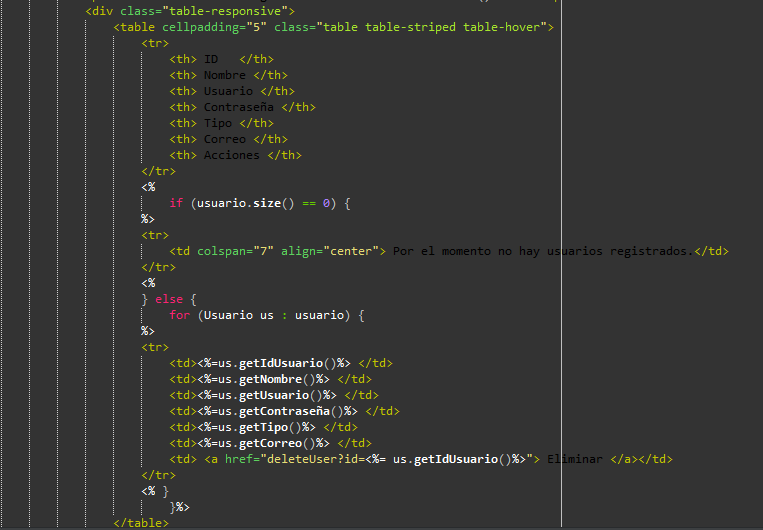 <div class="table-responsive">
<table cellpadding="5" class="table table-striped table-hover">
<tr>
<th> ID   </th>
<th> Nombre </th>
<th> Usuario </th>
<th> Contraseña </th>
<th> Tipo </th>
<th> Correo </th>
<th> Acciones </th>
</tr>
<%
if (usuario.size() == 0) {
%>
<tr>
<td colspan="7" align="center"> Por el momento no hay usuarios registrados.</td>
</tr>
<%
} else {
for (Usuario us : usuario) {
%>
<tr>
<td><%=us.getIdUsuario()%> </td>
<td><%=us.getNombre()%> </td>
<td><%=us.getUsuario()%> </td>
<td><%=us.getContraseña()%> </td>
<td><%=us.getTipo()%> </td>
<td><%=us.getCorreo()%> </td>
<td> <a href="deleteUser?id=<%= us.getIdUsuario()%>"> Eliminar </a></td>
</tr>
<% }
}%>
</table>